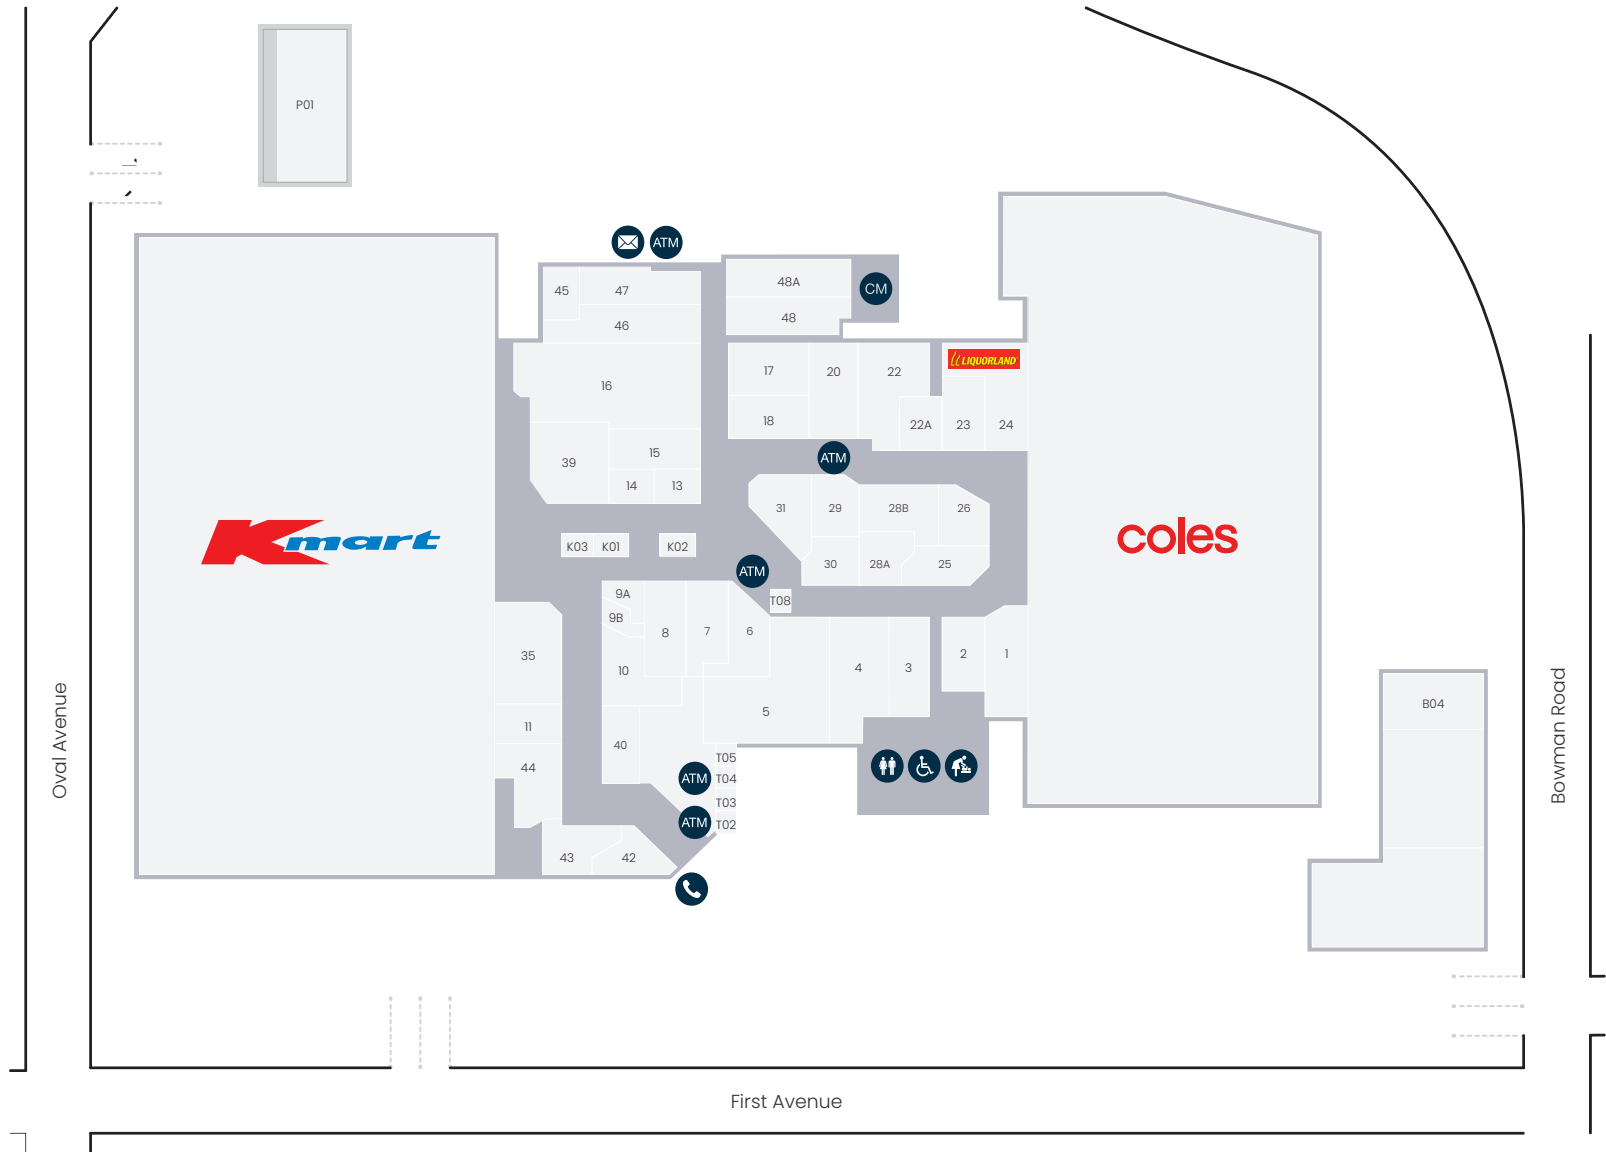 P01
ATM
45
47
48A
CM
46
48
16
17
20
22
LIQUORLAND
18
22A
23
24
15
39
ATM
14
13
31
29
28B
26
Kmart
coles
K03
K01
K02
30
28A
25
ATM
9A
T08
9B
8
7
6
35
10
4
3
2
1
5
11
40
44
T05
ATM
T04
T03
ATM
T02
43
42
B04
Oval Avenue
Bowman Road
First Avenue